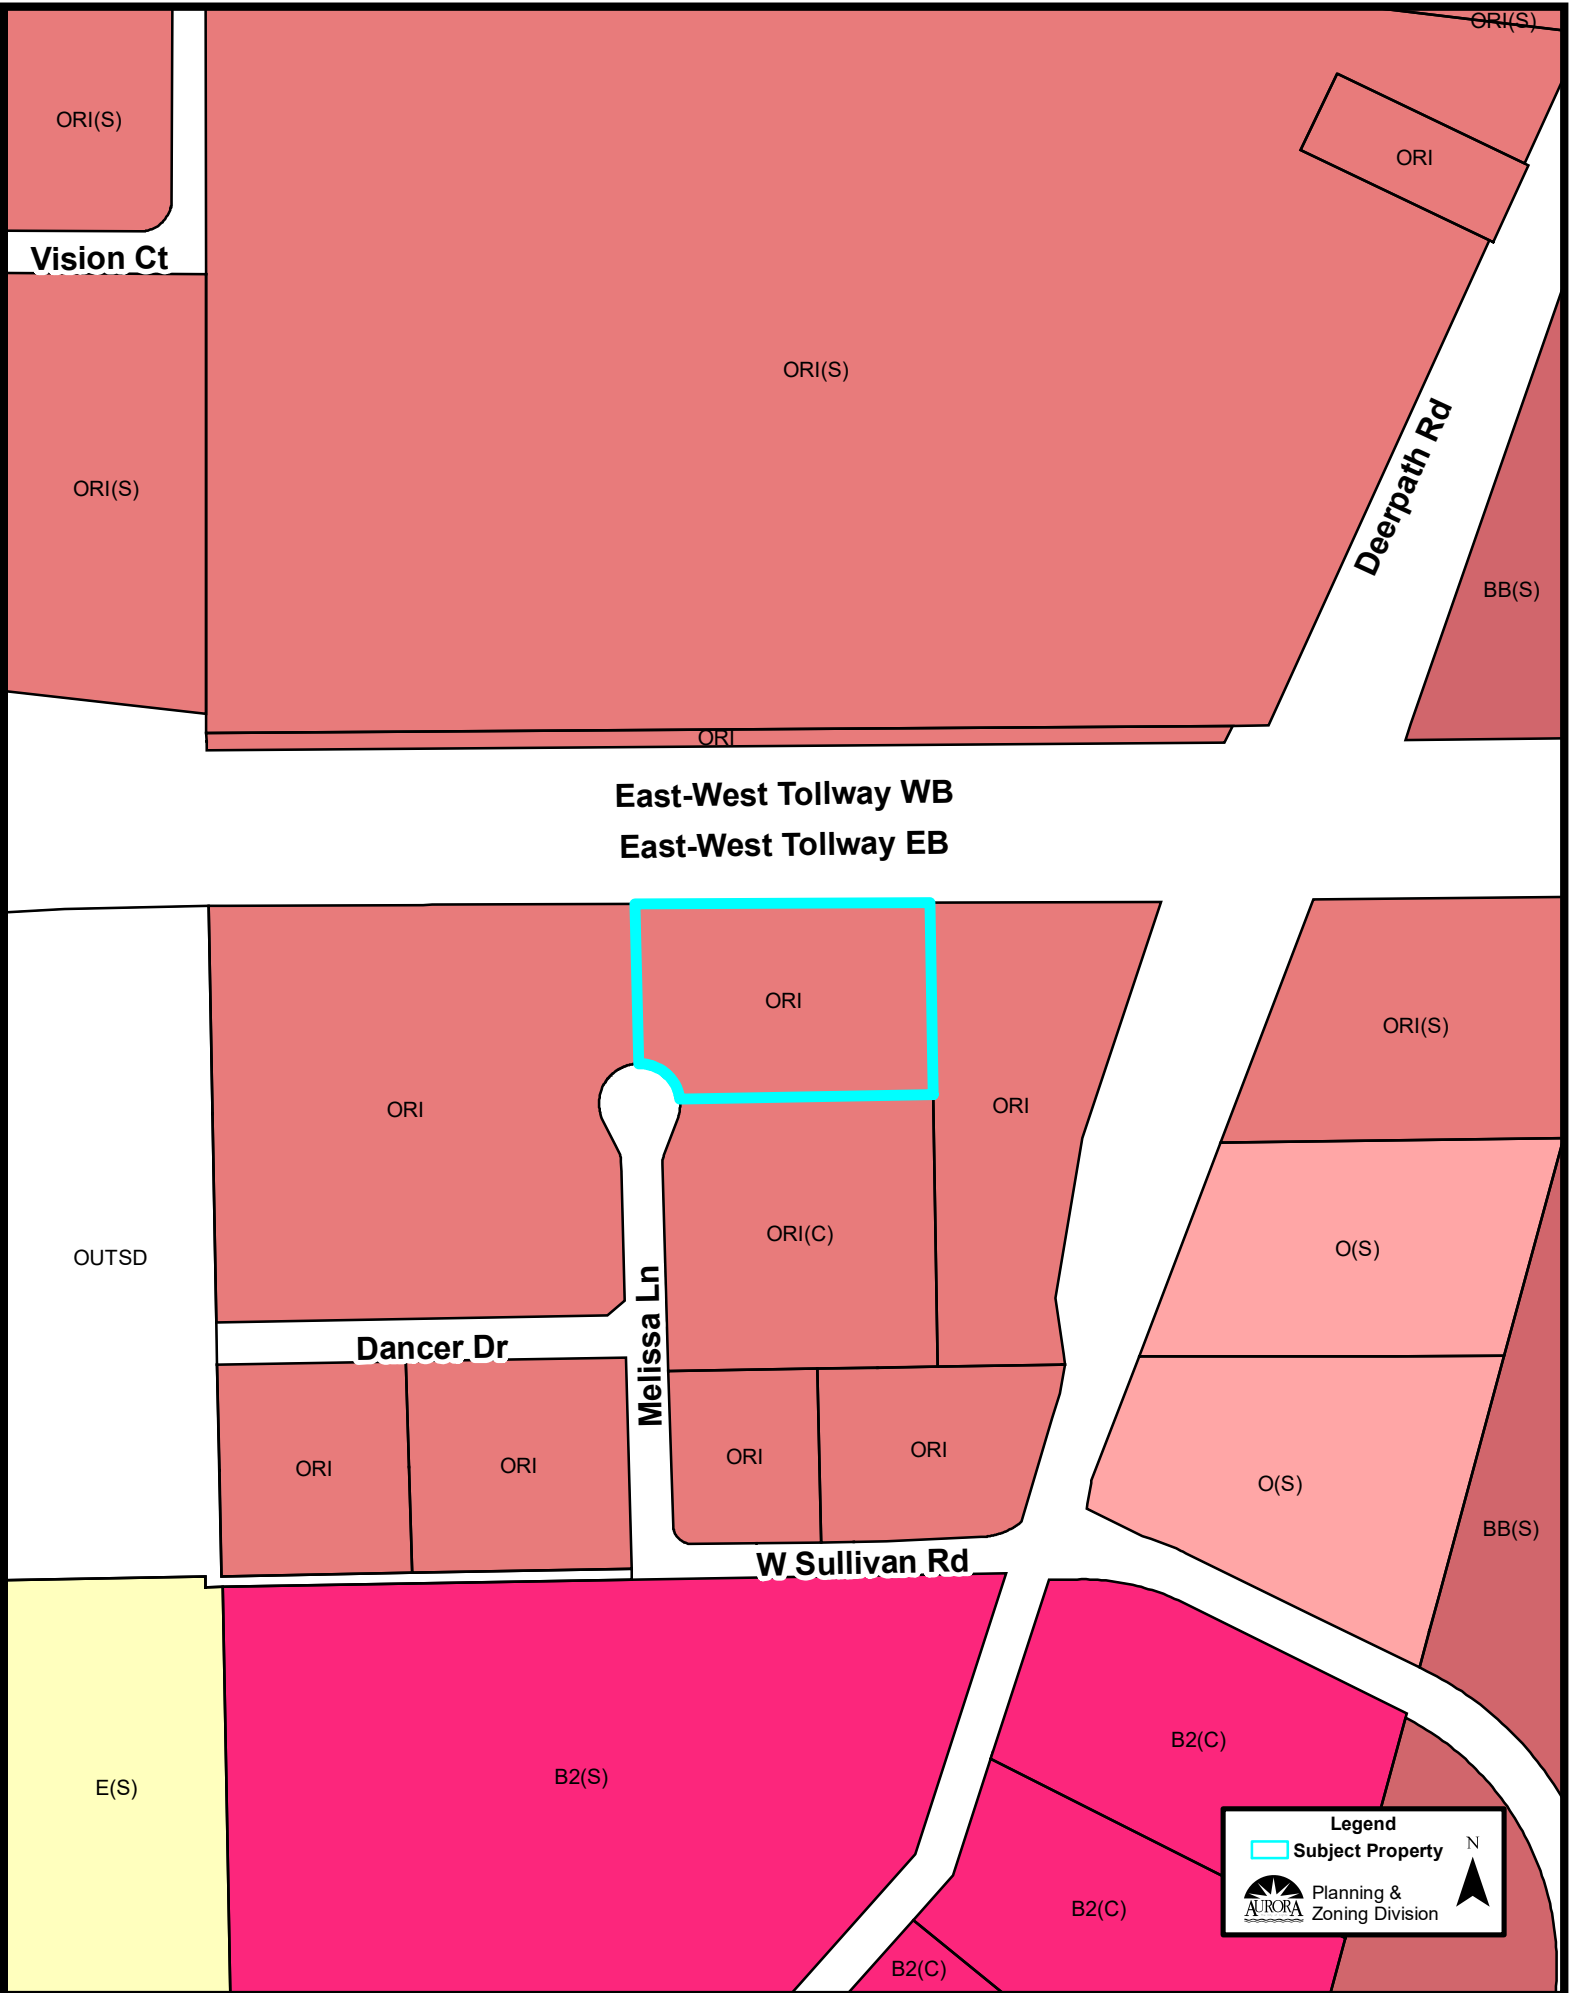 ORI(S)
ORI(S)
ORI
Vision Ct
ORI(S)
ORI(S)
Deerpath Rd
BB(S)
ORI
East-West Tollway WB
East-West Tollway EB
ORI
ORI(S)
ORI
ORI
ORI(C)
O(S)
OUTSD
Melissa Ln
Dancer Dr
ORI
ORI
ORI
ORI
O(S)
BB(S)
W Sullivan Rd
B2(C)
B2(S)
E(S)
B2(C)
B2(C)
Legend
Subject Property
N
AURORA
Planning &
Zoning Division